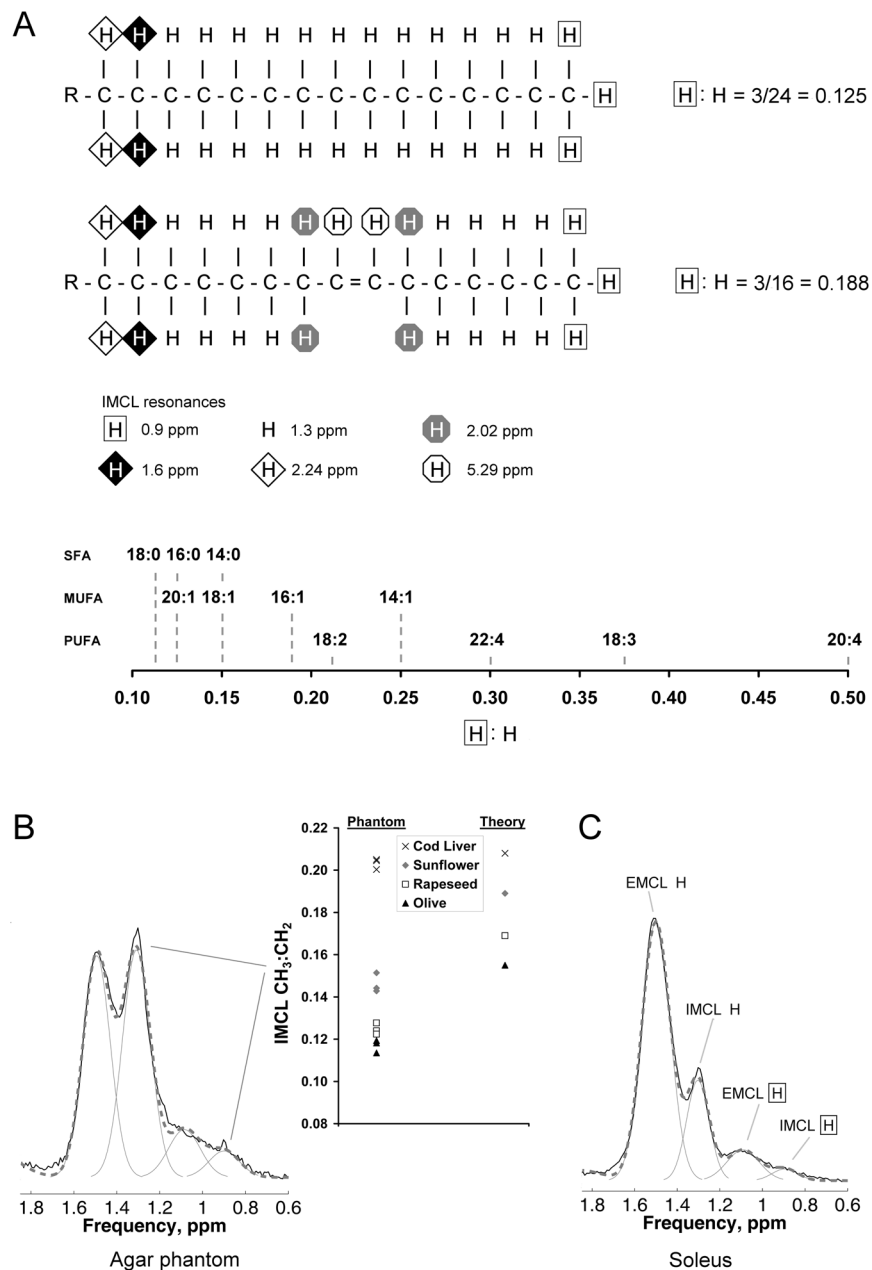 A
H H H H H H H H H H H H H H H
| | | | | | | | | | | | | | |
R - C - C - C - C - C - C - C - C - C - C - C - C - C - C - C - H H : H = 3/24 = 0.125
| | | | | | | | | | | | | | |
H H H H H H H H H H H H H H H
H H H H H H H H H H H H H H H
| | | | | | | | | | | | | | |
R - C - C - C - C - C - C - C - C = C - C - C - C - C - C - C - H H : H = 3/16 = 0.188
| | | | | | | | | | | | |
H H H H H H H H H H H H H
IMCL resonances
H 0.9 ppm H 1.3 ppm H 2.02 ppm
H 1.6 ppm H 2.24 ppm H 5.29 ppm
SFA 18:0 16:0 14:0
MUFA 20:1 18:1 16:1 14:1
PUFA 18:2 22:4 18:3 20:4
0.10 0.15 0.20 0.25 0.30 0.35 0.40 0.45 0.50
H : H
B
Phantom Theory
0.22
0.20
0.18
0.16
0.14
0.12
0.10
0.08
IMCL CH3:CH2
Cod Liver
Sunflower
Rapeseed
Olive
1.8 1.6 1.4 1.2 1 0.8 0.6
Frequency, ppm
Agar phantom
C
EMCL H
IMCL H
EMCL H
IMCL H
1.8 1.6 1.4 1.2 1 0.8 0.6
Frequency, ppm
Soleus